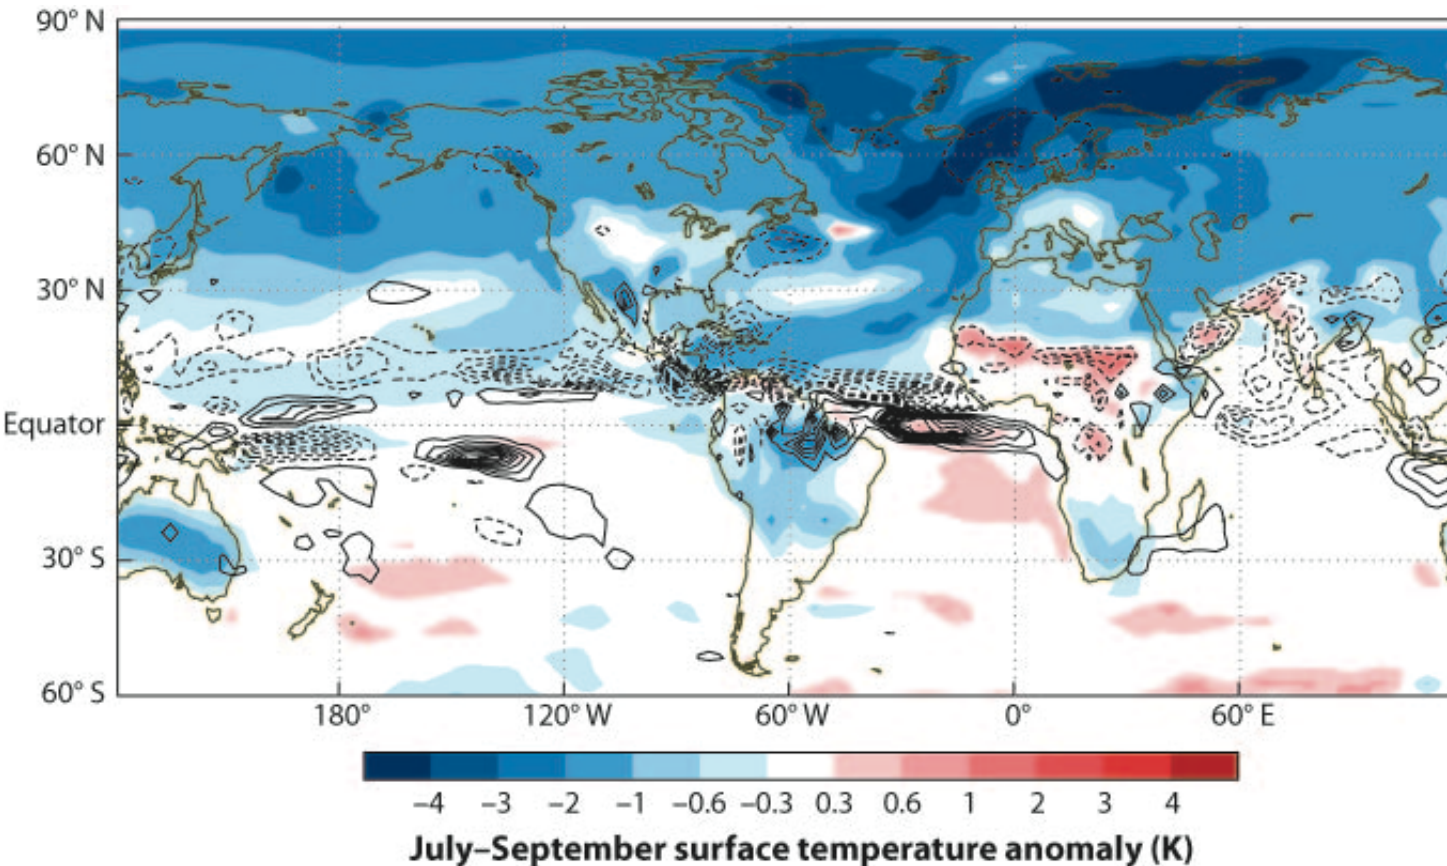 90° N
60° N
30° N
Equator
30° S
60° S
180° 120° W 60° W 0° 60° E
–4 –3 –2 –1 –0.6 –0.3 0.3 0.6 1 2 3 4
July–September surface temperature anomaly (K)